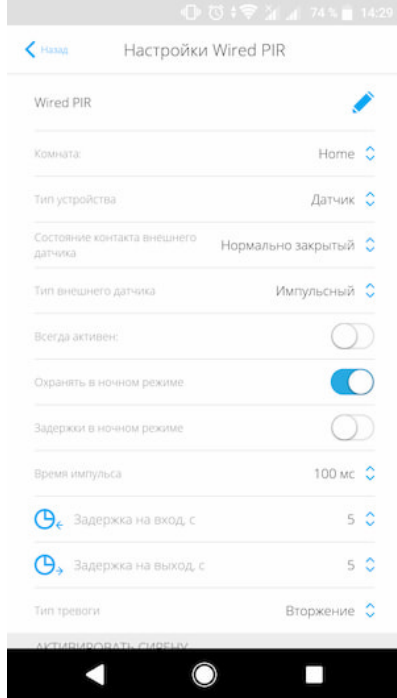 74 % 14:29
Назад Настройки Wired PIR
Wired PIR
Комната: Home
Тип устройства Датчик
Состояние контакта внешнего
датчика Нормально закрытый
Тип внешнего датчика Импульсный
Всегда активен:
Охранять в ночном режиме
Задержки в ночном режиме
Время импульса 100 мс
Задержка на вход, с 5
Задержка на выход, с 5
Тип тревоги Вторжение
АКТИВИРОВАТЬ СИРЕНУ